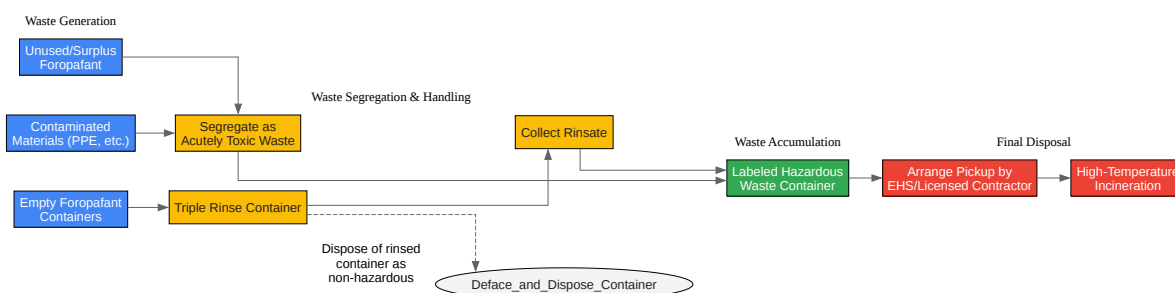 Waste Generation
Unused/Surplus
Foropafant
Waste Segregation & Handling
Contaminated
Materials (PPE, etc.)
Segregate as
Acutely Toxic Waste
Collect Rinsate
Waste Accumulation
Final Disposal
Labeled Hazardous
Waste Container
Arrange Pickup by
EHS/Licensed Contractor
High-Temperature
Incineration
Empty Foropafant
Containers
Triple Rinse Container
Dispose of rinsed
container as
non-hazardous
Deface_and_Dispose_Container